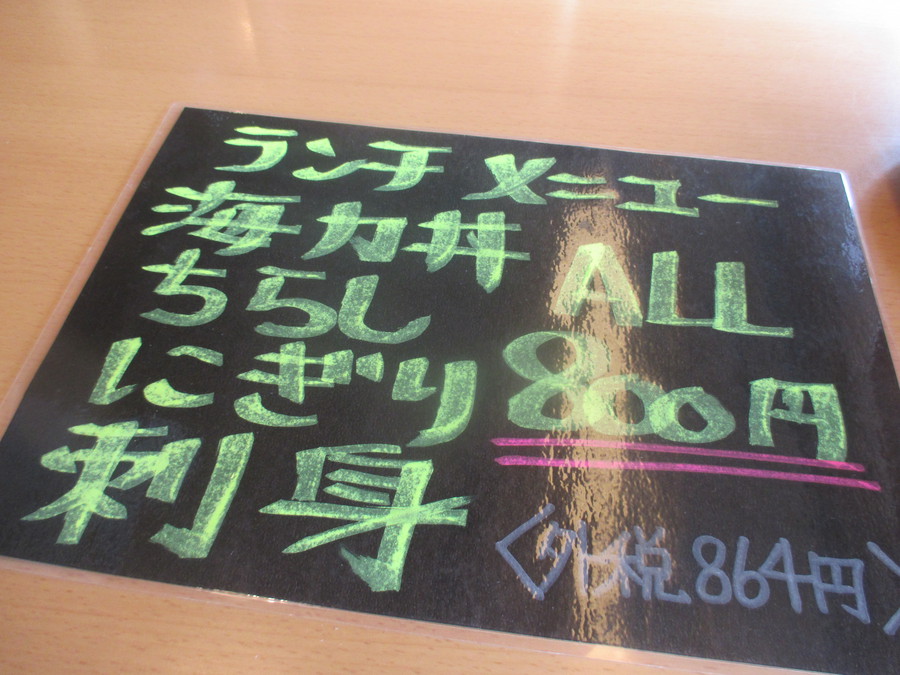 ランチメニュー
海力丼
ちらし
にぎり
刺身
ALL
800円
〈外税864円〉